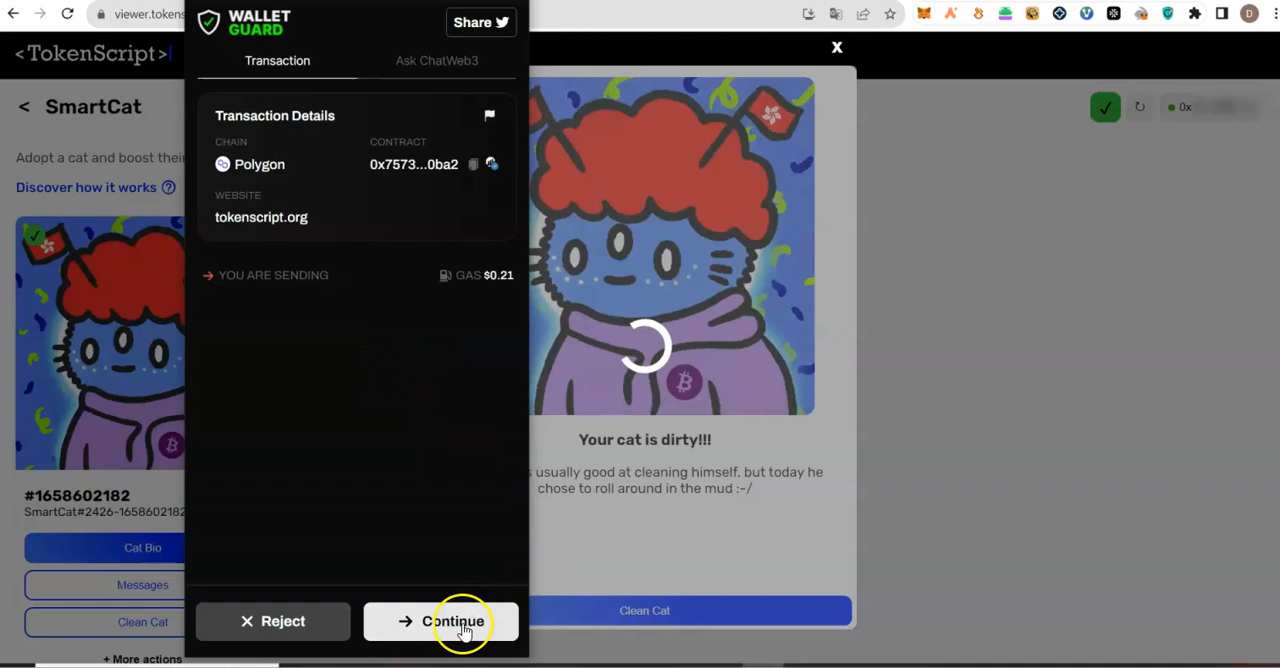 viewer.tokens
D
<TokenScript>
< SmartCat
Adopt a cat and boost their
Discover how it works ?
#1658602182
SmartCat#2426-1658602182
Cat Bio
Messages
Clean Cat
+ More actions
WALLET
GUARD
Share
Transaction
Ask ChatWeb3
Transaction Details
CHAIN
CONTRACT
Polygon
0x7573...0ba2
WEBSITE
tokenscript.org
YOU ARE SENDING
GAS $0.21
Reject
Continue
X
Your cat is dirty!!!
usually good at cleaning himself, but today he
chose to roll around in the mud :-/
Clean Cat
0x